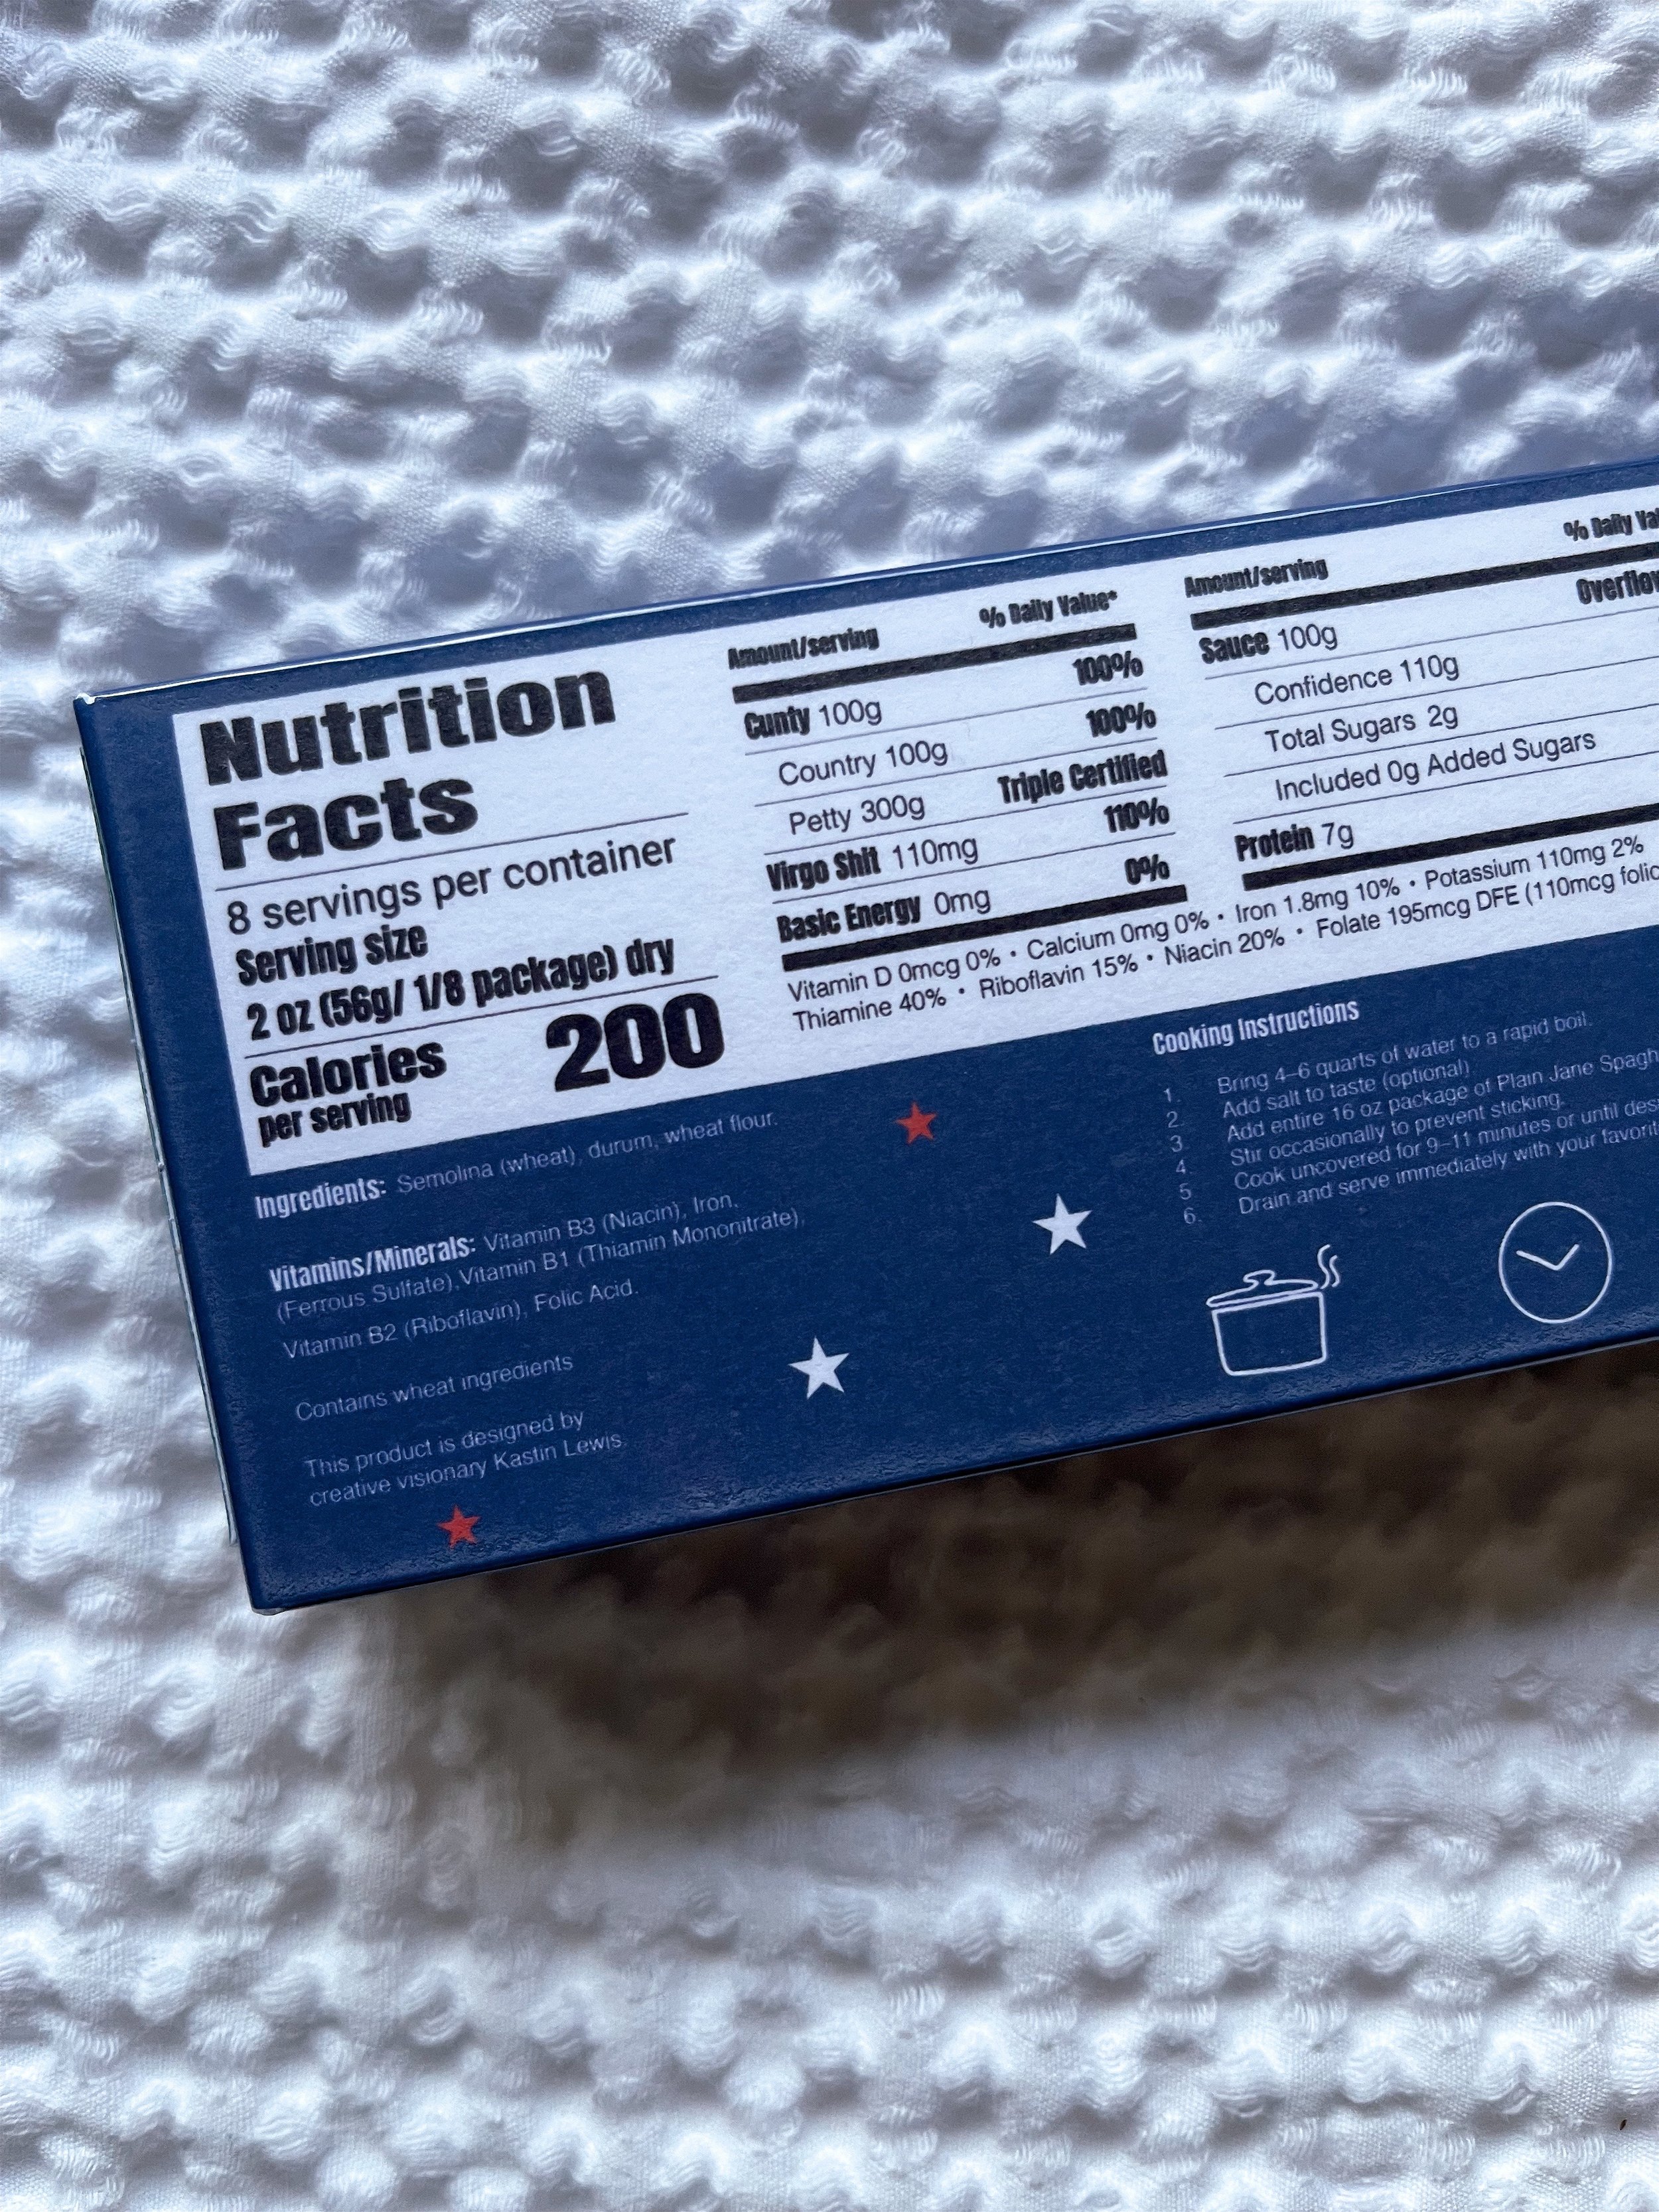 Nutrition
Facts
8 servings per container
Serving size
2 oz (56g/ 1/8 package) dry
Calories 200
per serving
Amount/serving % Daily Value*
Cunty 100g 100%
Country 100g 100%
Petty 300g Triple Certified
Virgo Shit 110mg 110%
Basic Energy 0mg 0%
Amount/serving % Daily
Sauce 100g
Confidence 110g
Total Sugars 2g
Included 0g Added Sugars
Protein 7g
Vitamin D 0mcg 0% • Calcium 0mg 0% • Iron 1.8mg 10% • Potassium 110mg 2%
Thiamine 40% • Riboflavin 15% • Niacin 20% • Folate 195mcg DFE (110mcg folic
Ingredients: Semolina (wheat), durum, wheat flour.
Vitamins/Minerals: Vitamin B3 (Niacin), Iron,
(Ferrous Sulfate), Vitamin B1 (Thiamin Mononitrate),
Vitamin B2 (Riboflavin), Folic Acid.
Contains wheat ingredients
This product is designed by
creative visionary Kastin Lewis.
Cooking Instructions
1. Bring 4–6 quarts of water to a rapid boil.
2. Add salt to taste (optional)
3. Add entire 16 oz package of Plain Jane
4. Stir occasionally to prevent sticking.
5. Cook uncovered for 9–11 minutes or until
6. Drain and serve immediately with your